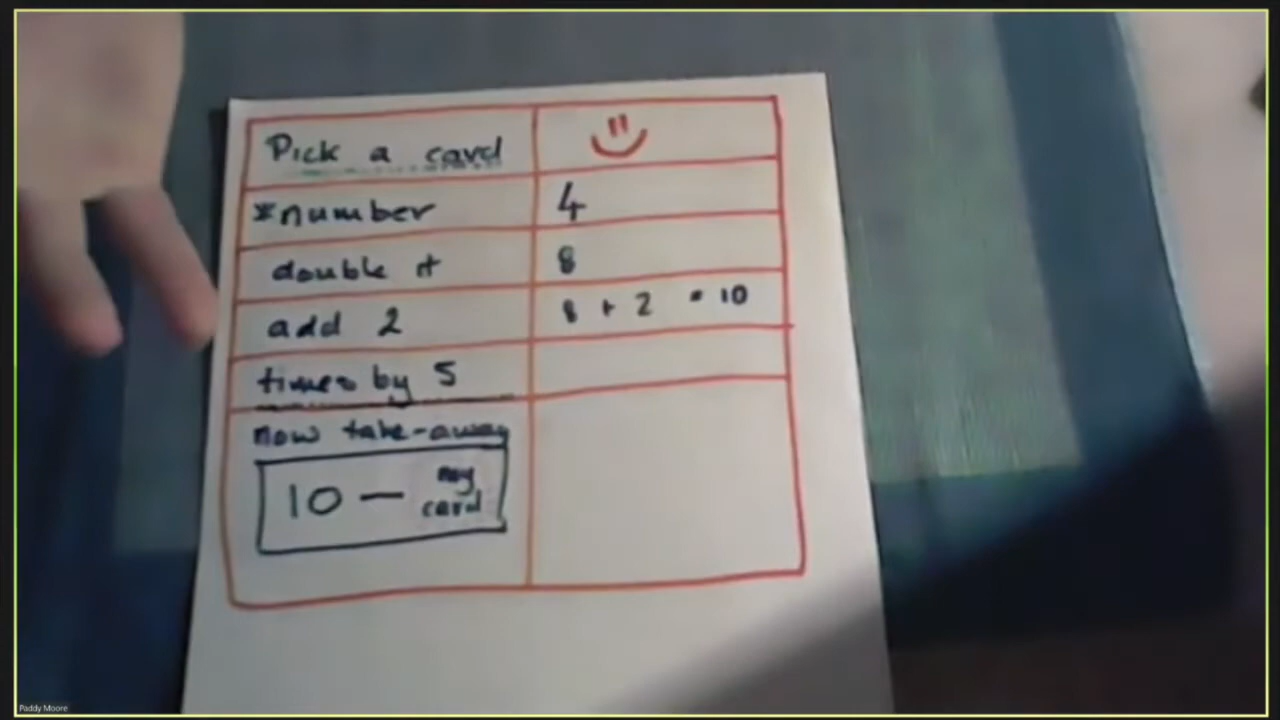 Pick a card
*number 4
double it 8
add 2 8 + 2 = 10
times by 5
now take-away
10 — my card
Paddy Moore